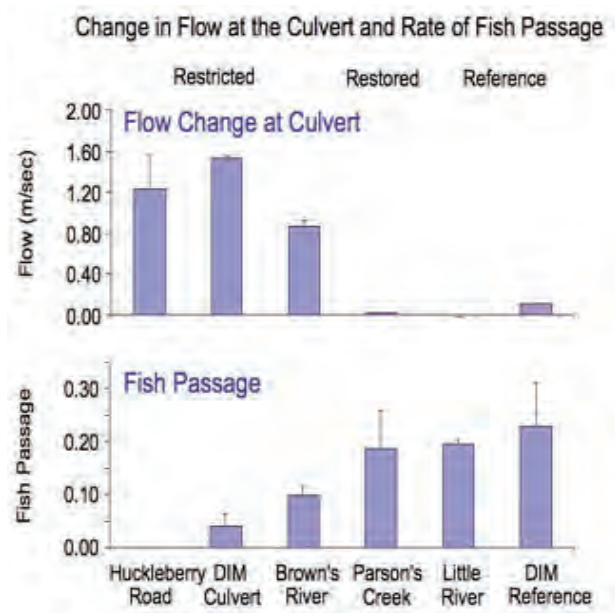 Change in Flow at the Culvert and Rate of Fish Passage
Restricted Restored Reference
Flow Change at Culvert
Flow (m/sec)
2.00
1.60
1.20
0.80
0.40
0.00
Fish Passage
Fish Passage
0.30
0.20
0.10
0.00
Huckleberry DIM Brown's Parson's Little DIM
Road Culvert River Creek River Reference